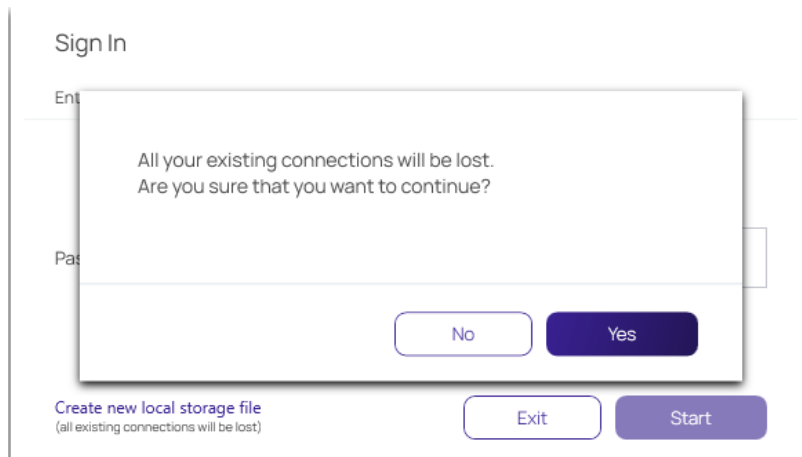 Sign In
Ent
All your existing connections will be lost.
Are you sure that you want to continue?
Pas
No Yes
Create new local storage file
(all existing connections will be lost)
Exit Start